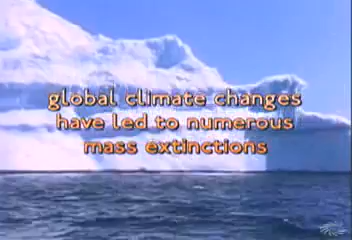 global climate changes
have led to numerous
mass extinctions